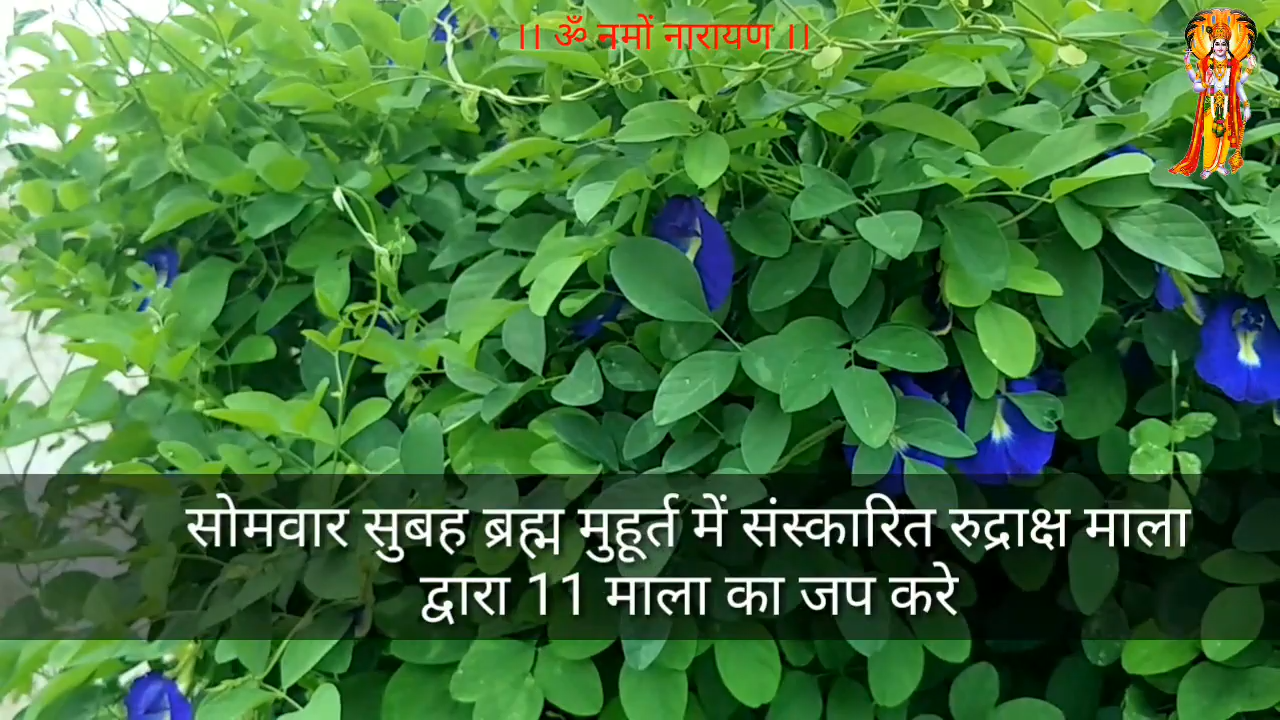 ।। ॐ नमों नारायण ।।
सोमवार सुबह ब्रह्म मुहूर्त में संस्कारित रुद्राक्ष माला
द्वारा 11 माला का जप करे